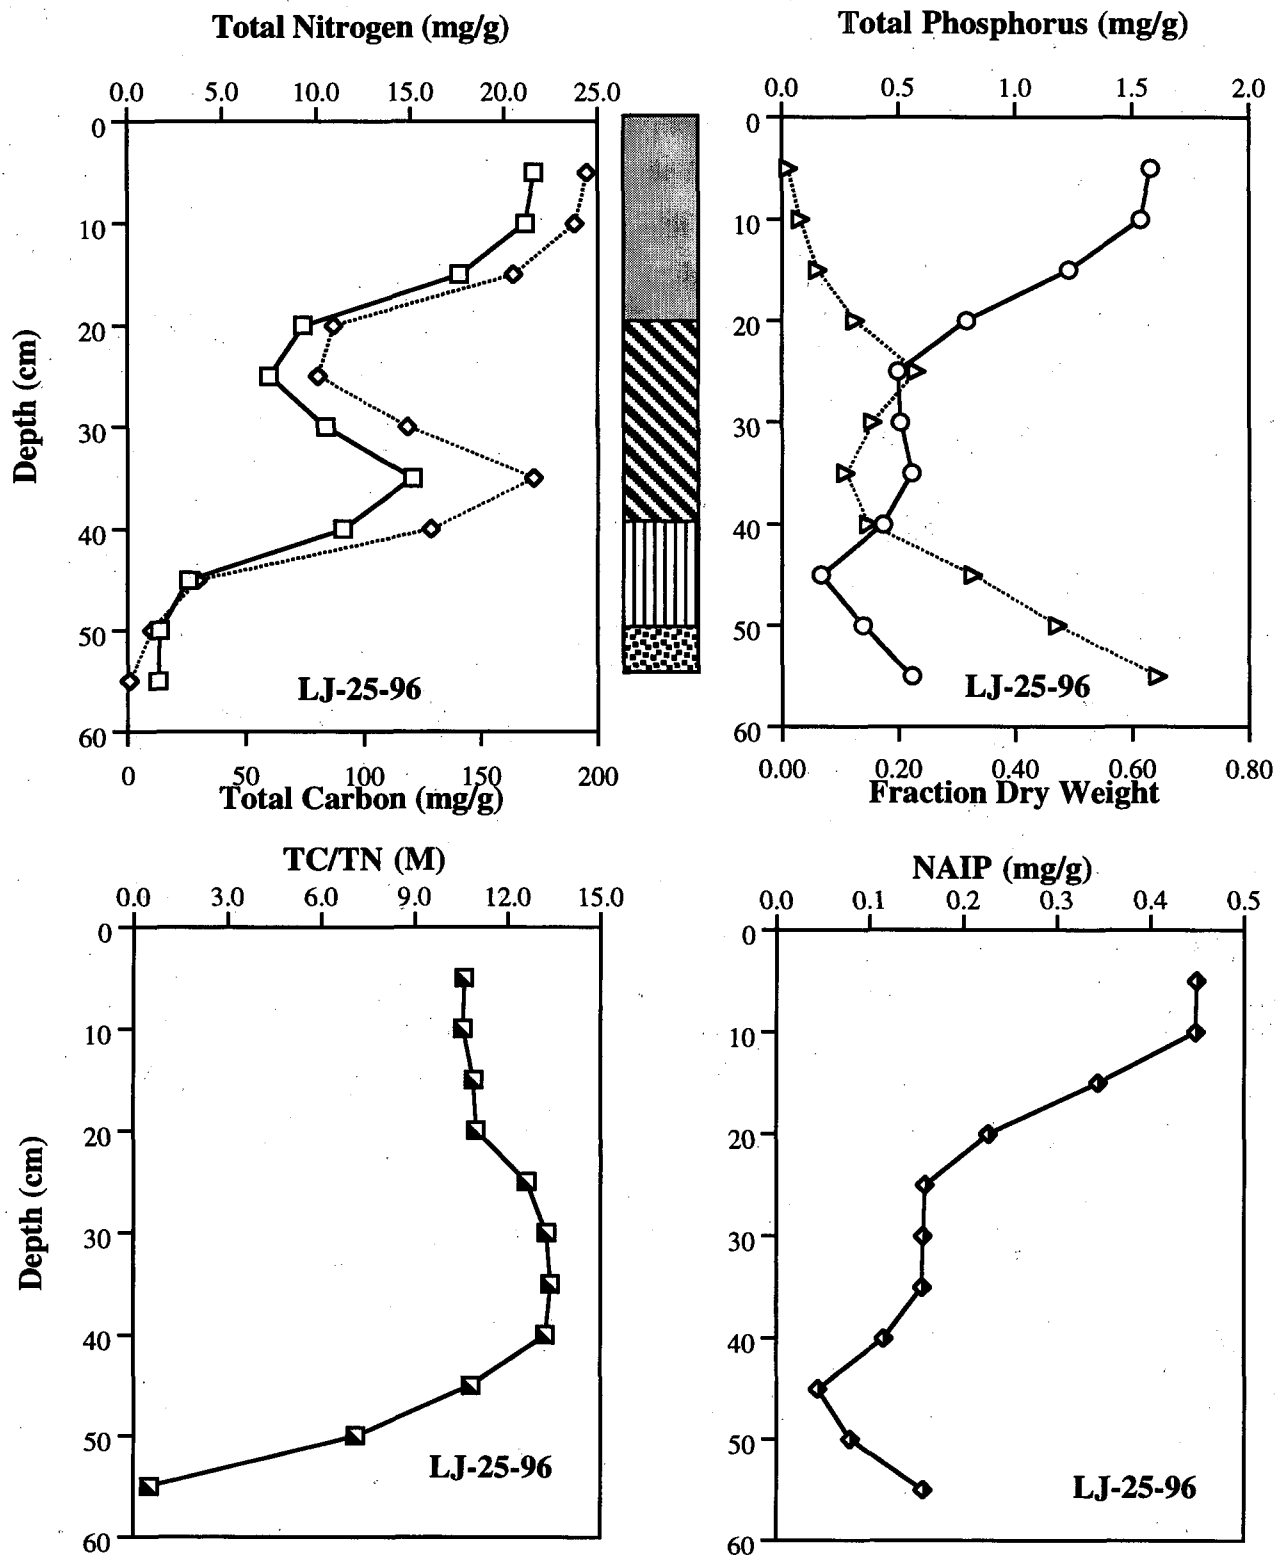 Total Nitrogen (mg/g)
0.0 5.0 10.0 15.0 20.0 25.0
0
10
20
30
40
50
60
Depth (cm)
LJ-25-96
0 50 100 150 200
Total Carbon (mg/g)
Total Phosphorus (mg/g)
0.0 0.5 1.0 1.5 2.0
0
10
20
30
40
50
60
LJ-25-96
0.00 0.20 0.40 0.60 0.80
Fraction Dry Weight
TC/TN (M)
0.0 3.0 6.0 9.0 12.0 15.0
0
10
20
30
40
50
60
Depth (cm)
LJ-25-96
NAIP (mg/g)
0.0 0.1 0.2 0.3 0.4 0.5
0
10
20
30
40
50
60
LJ-25-96